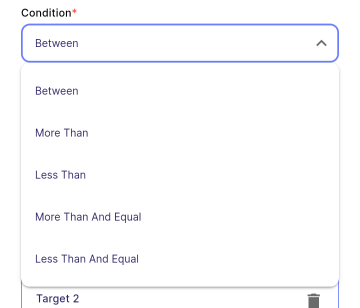 Condition*
Between
Between
More Than
Less Than
More Than And Equal
Less Than And Equal
Target 2